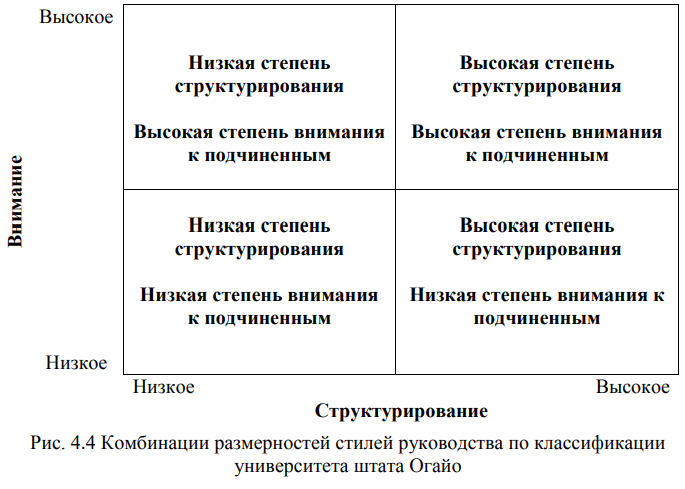 Высокое
Низкая степень
структурирования
Высокая степень внимания
к подчиненным
Высокая степень
структурирования
Высокая степень внимания
к подчиненным
Внимание
Низкая степень
структурирования
Низкая степень внимания
к подчиненным
Высокая степень
структурирования
Низкая степень внимания к
подчиненным
Низкое
Низкое
Высокое
Структурирование
Рис. 4.4 Комбинации размерностей стилей руководства по классификации
университета штата Огайо